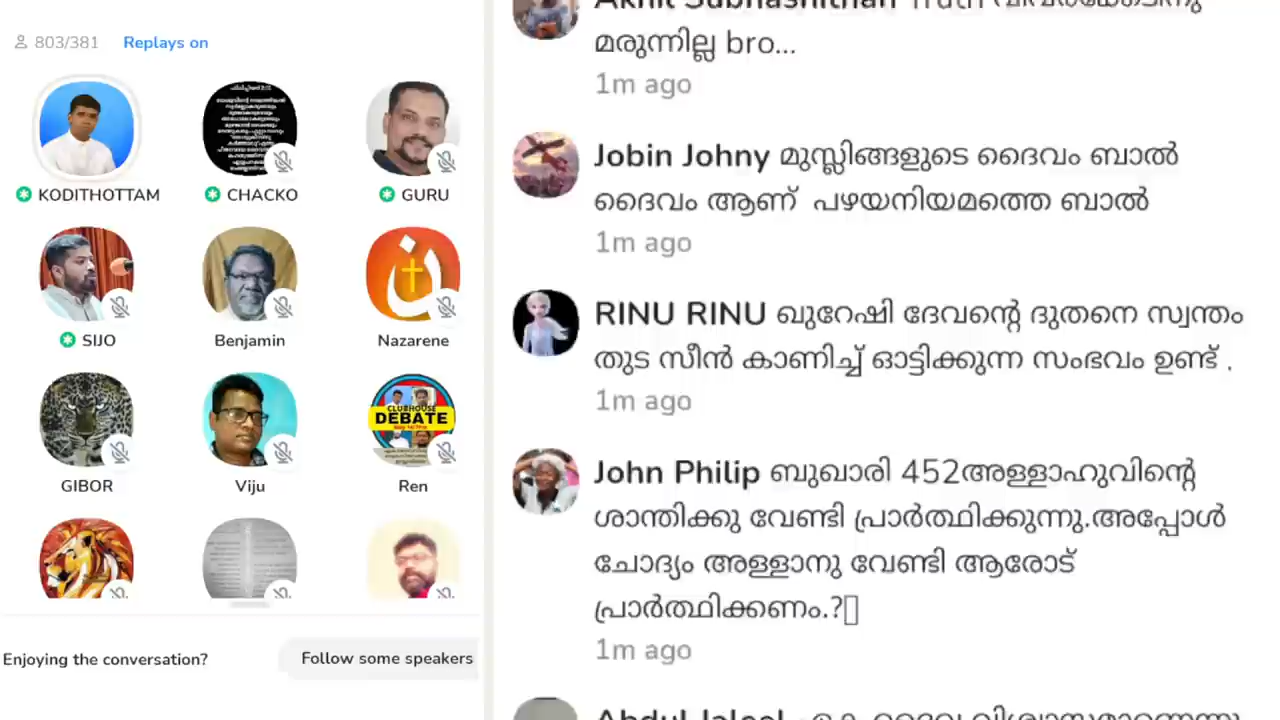 803/381 Replays on
KODITHOTTAM CHACKO GURU
SIJO Benjamin Nazarene
GIBOR Viju Ren
CLUBHOUSE
DEBATE
Enjoying the conversation? Follow some speakers
Akhil Subhashithan Truth വിവരക്കേടിനു
മരുന്നില്ല bro...
1m ago
Jobin Johny മുസ്ലിങ്ങളുടെ ദൈവം ബാൽ
ദൈവം ആണ് പഴയനിയമത്തെ ബാൽ
1m ago
RINU RINU ഖുറേഷി ദേവന്റെ ദുതനെ സ്വന്തം
തുട സീൻ കാണിച്ച് ഓട്ടിക്കുന്ന സംഭവം ഉണ്ട് .
1m ago
John Philip ബുഖാരി 452അള്ളാഹുവിന്റെ
ശാന്തിക്കു വേണ്ടി പ്രാർത്ഥിക്കുന്നു.അപ്പോൾ
ചോദ്യം അള്ളാനു വേണ്ടി ആരോട്
പ്രാർത്ഥിക്കണം.?
1m ago
Abdul Jaleel